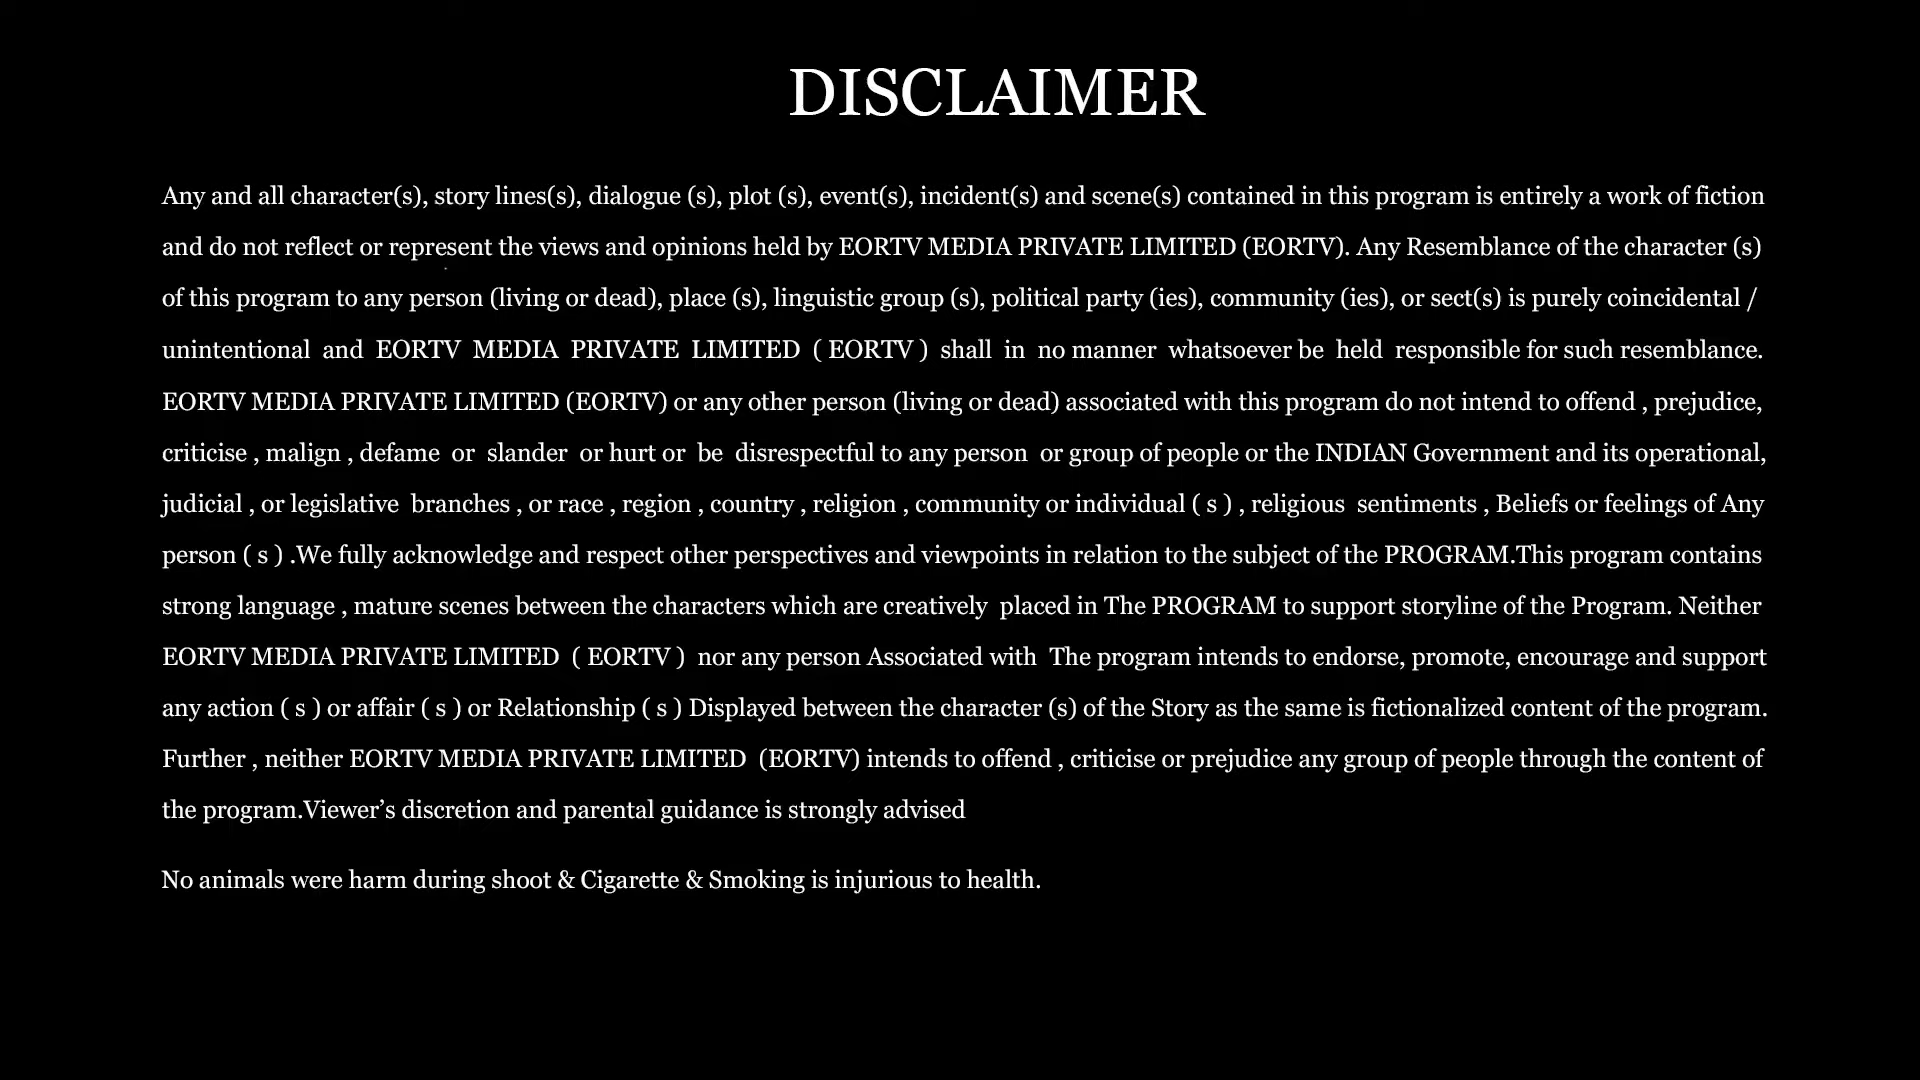 DISCLAIMER
Any and all character(s), story lines(s), dialogue (s), plot (s), event(s), incident(s) and scene(s) contained in this program is entirely a work of fiction
and do not reflect or represent the views and opinions held by EORTV MEDIA PRIVATE LIMITED (EORTV). Any Resemblance of the character (s)
of this program to any person (living or dead), place (s), linguistic group (s), political party (ies), community (ies), or sect(s) is purely coincidental /
unintentional and EORTV MEDIA PRIVATE LIMITED ( EORTV ) shall in no manner whatsoever be held responsible for such resemblance.
EORTV MEDIA PRIVATE LIMITED (EORTV) or any other person (living or dead) associated with this program do not intend to offend , prejudice,
criticise , malign , defame or slander or hurt or be disrespectful to any person or group of people or the INDIAN Government and its operational,
judicial , or legislative branches , or race , region , country , religion , community or individual ( s ) , religious sentiments , Beliefs or feelings of Any
person ( s ) .We fully acknowledge and respect other perspectives and viewpoints in relation to the subject of the PROGRAM.This program contains
strong language , mature scenes between the characters which are creatively placed in The PROGRAM to support storyline of the Program. Neither
EORTV MEDIA PRIVATE LIMITED ( EORTV ) nor any person Associated with The program intends to endorse, promote, encourage and support
any action ( s ) or affair ( s ) or Relationship ( s ) Displayed between the character (s) of the Story as the same is fictionalized content of the program.
Further , neither EORTV MEDIA PRIVATE LIMITED (EORTV) intends to offend , criticise or prejudice any group of people through the content of
the program.Viewer’s discretion and parental guidance is strongly advised
No animals were harm during shoot & Cigarette & Smoking is injurious to health.